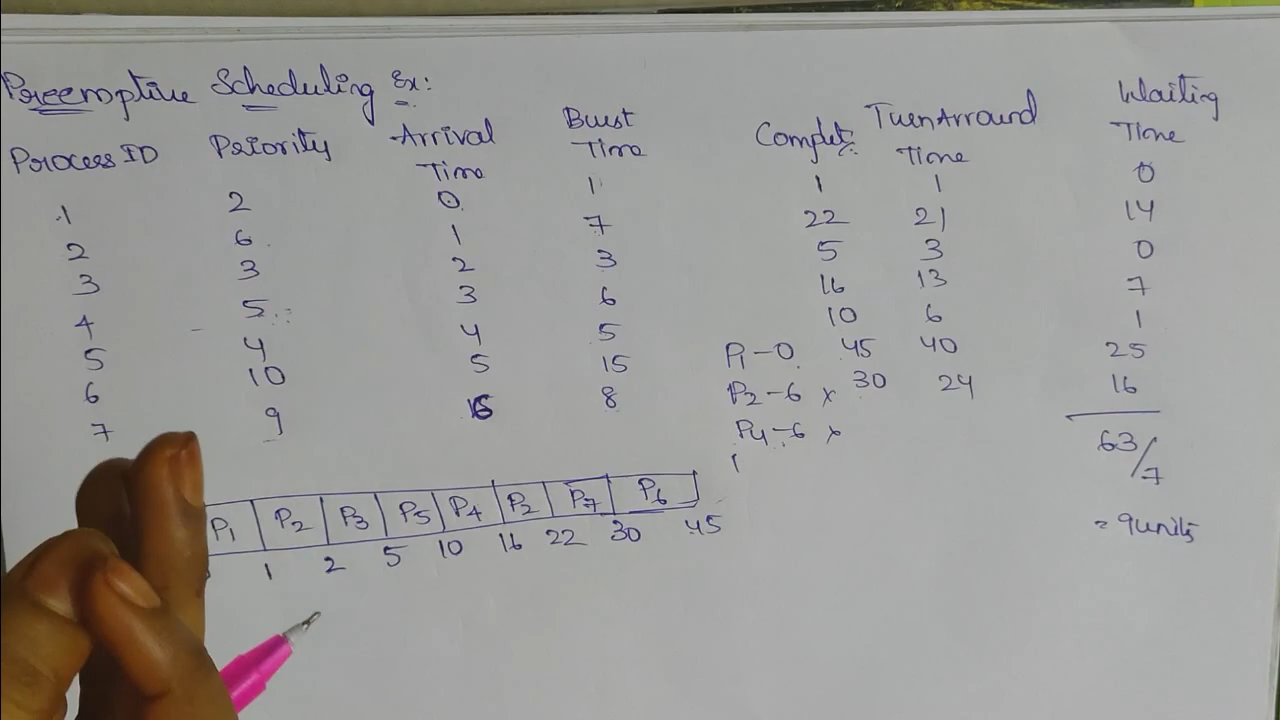 Preemptive Scheduling Ex:
Process ID Priority Arrival Time Burst Time Complet: TurnArround Time Waiting Time
1 2 0 1 1 1 0
2 6 1 7 22 21 14
3 3 2 3 5 3 0
4 5 3 6 16 13 7
5 4 4 5 10 6 1
6 10 5 15 45 40 25
7 9 6 8 30 24 16
P1-0
P2-6 x
P4-6 x
63/7
= 9units
P1 P2 P3 P5 P4 P2 P7 P6
1 2 5 10 16 22 30 45